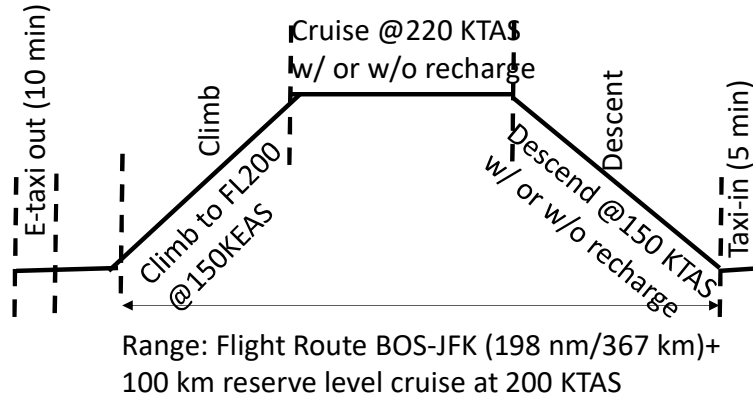 E-taxi out (10 min)
Climb
Climb to FL200
@150KEAS
Cruise @220 KTAS
w/ or w/o recharge
Descent
Descend @150 KTAS
w/ or w/o recharge
Taxi-in (5 min)
Range: Flight Route BOS-JFK (198 nm/367 km)+
100 km reserve level cruise at 200 KTAS